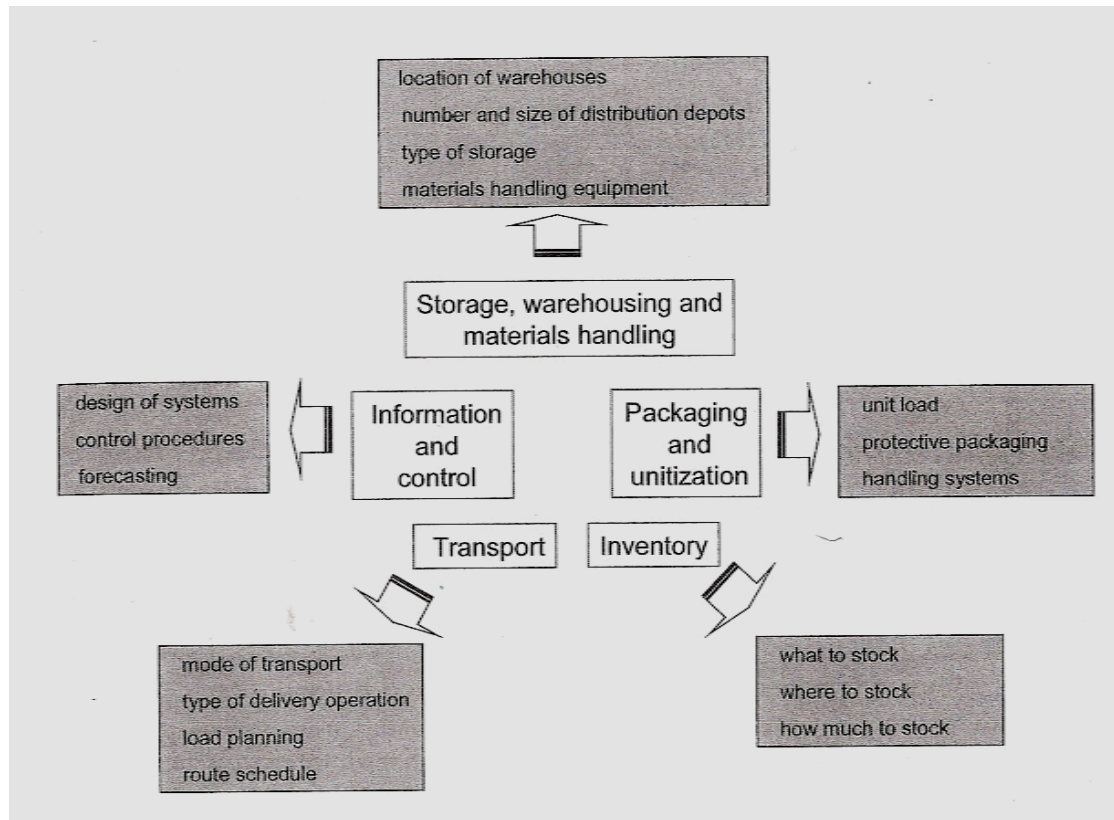 location of warehouses
number and size of distribution depots
type of storage
materials handling equipment
Storage, warehousing and
materials handling
design of systems
control procedures
forecasting
Information
and
control
Packaging
and
unitization
unit load
protective packaging
handling systems
Transport
Inventory
mode of transport
type of delivery operation
load planning
route schedule
what to stock
where to stock
how much to stock